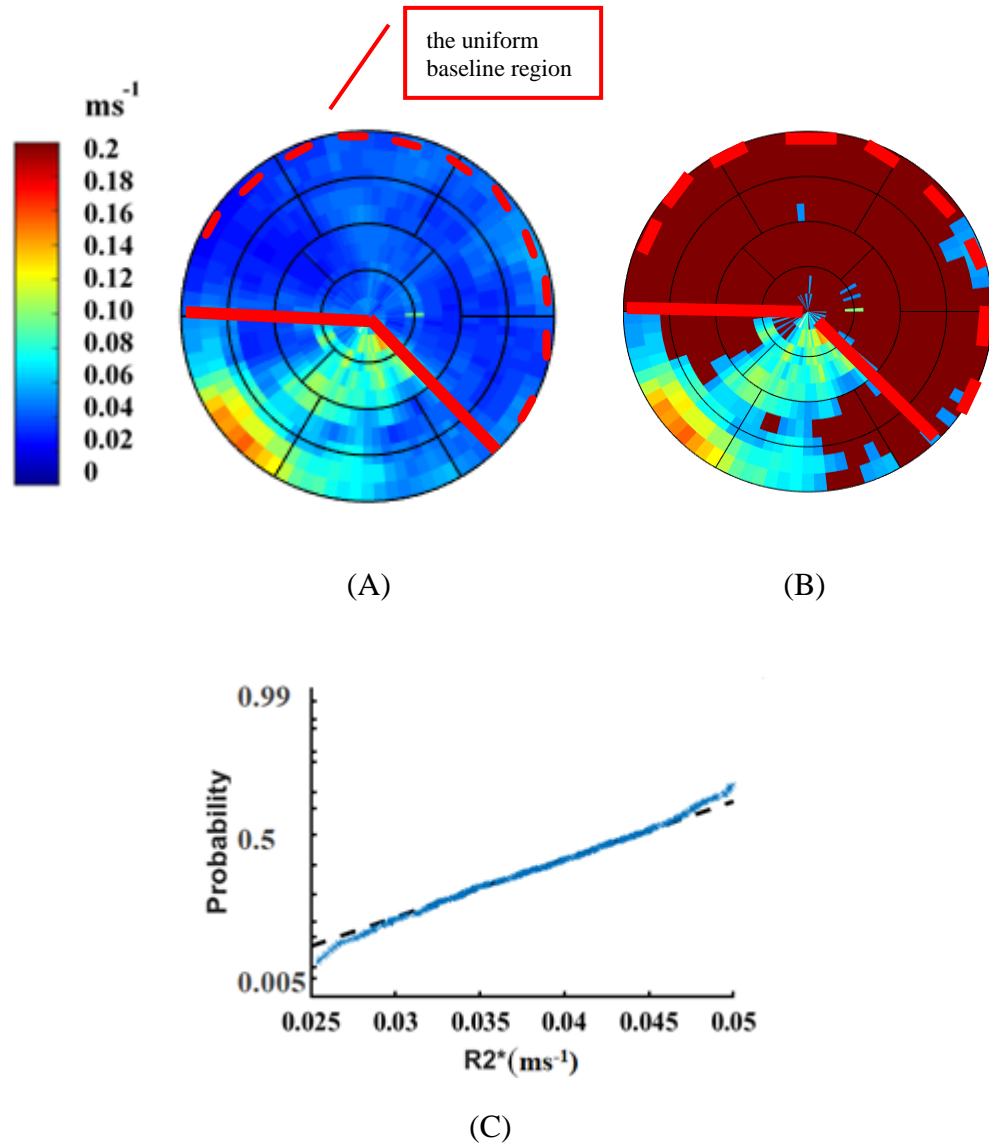 the uniform
baseline region
ms⁻¹
0.2
0.18
0.16
0.14
0.12
0.10
0.08
0.06
0.04
0.02
0
(A)
(B)
Probability
0.99
0.5
0.005
0.025 0.03 0.035 0.04 0.045 0.05
R2*(ms⁻¹)
(C)